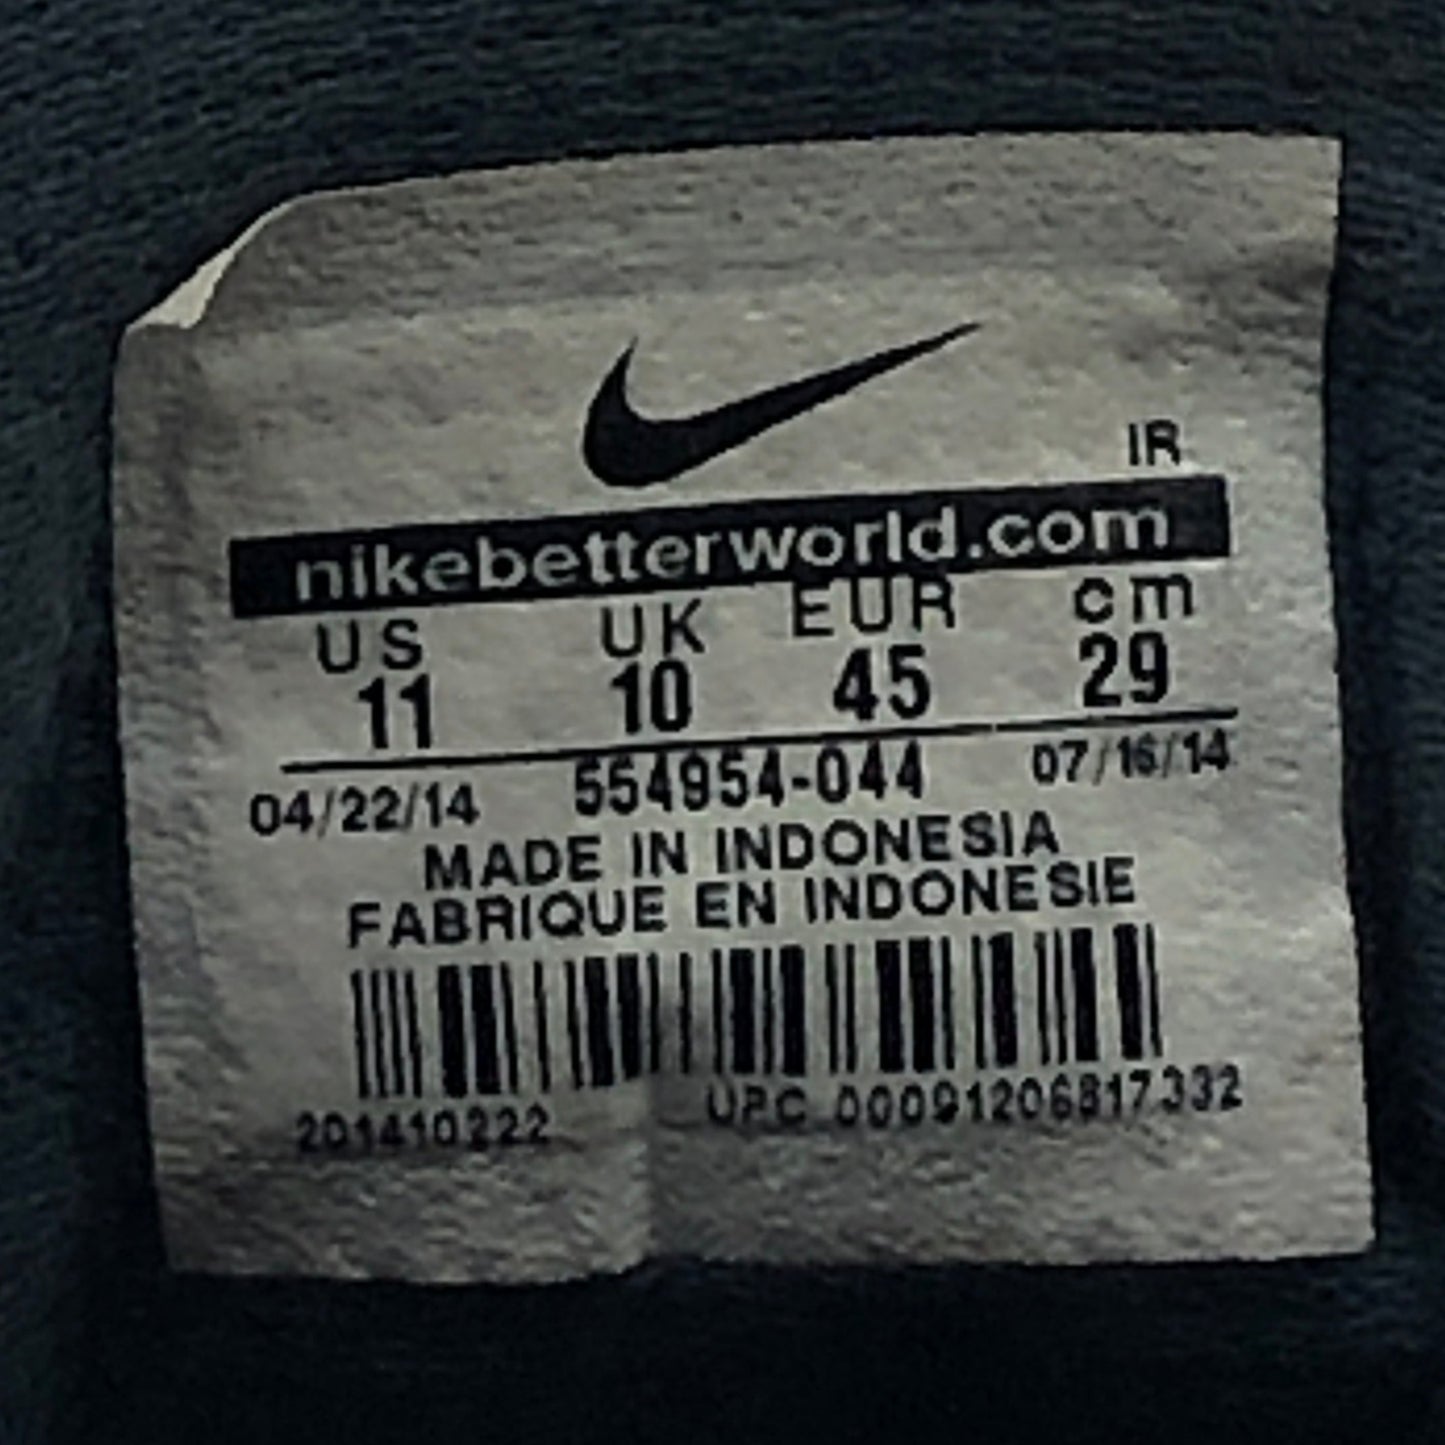 IR
nikebetterworld.com
US UK EUR cm
11 10 45 29
04/22/14 554954-044 07/16/14
MADE IN INDONESIA
FABRIQUE EN INDONESIE
201410222 UPC 00091206817332